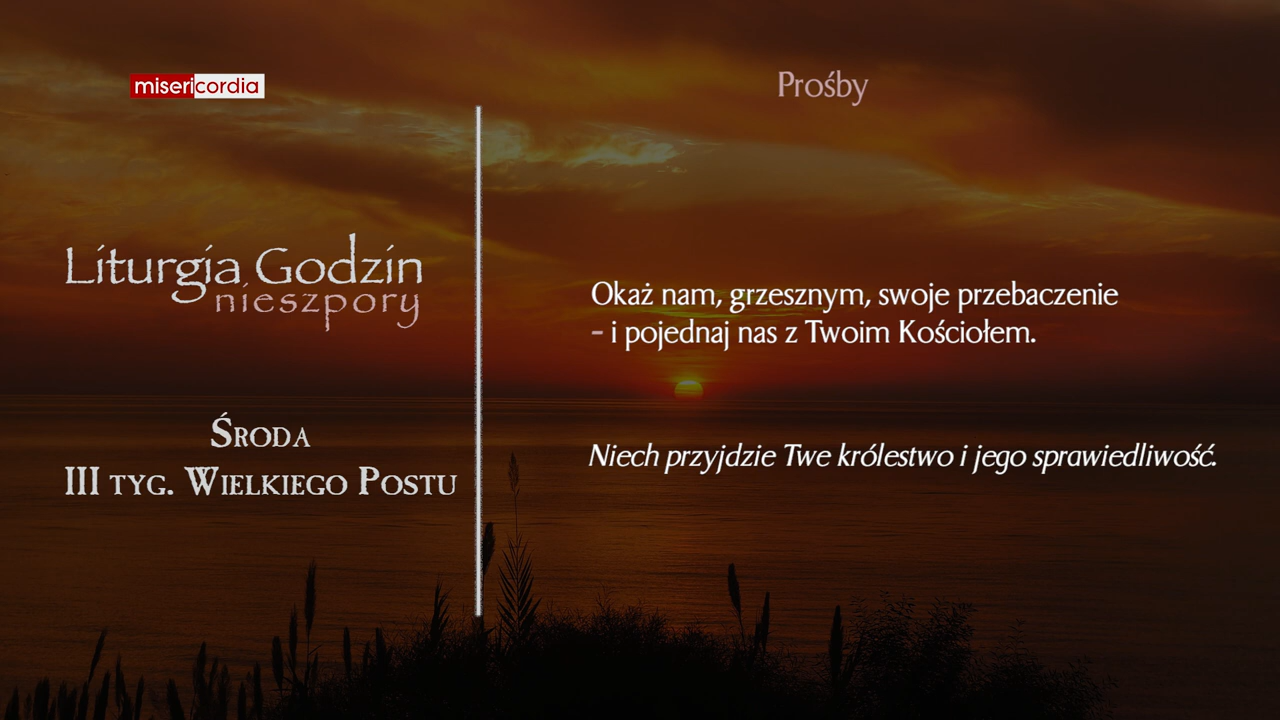 misericordia
Prośby
Liturgia Godzin
nieszpory
Środa
III tyg. Wielkiego Postu
Okaż nam, grzesznym, swoje przebaczenie
– i pojednaj nas z Twoim Kościołem.
Niech przyjdzie Twe królestwo i jego sprawiedliwość.